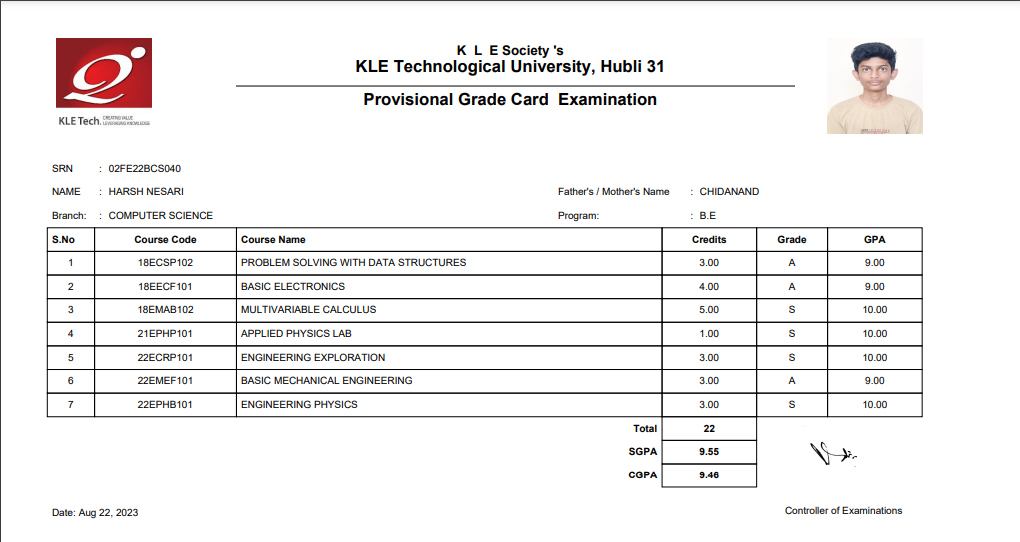 K L E Society 's
KLE Technological University, Hubli 31
Provisional Grade Card Examination
KLE Tech. CREATING VALUE
LEVERAGING KNOWLEDGE
SRN : 02FE22BCS040
NAME : HARSH NESARI Father's / Mother's Name : CHIDANAND
Branch: : COMPUTER SCIENCE Program: : B.E
S.No Course Code Course Name Credits Grade GPA
1 18ECSP102 PROBLEM SOLVING WITH DATA STRUCTURES 3.00 A 9.00
2 18EECF101 BASIC ELECTRONICS 4.00 A 9.00
3 18EMAB102 MULTIVARIABLE CALCULUS 5.00 S 10.00
4 21EPHP101 APPLIED PHYSICS LAB 1.00 S 10.00
5 22ECRP101 ENGINEERING EXPLORATION 3.00 S 10.00
6 22EMEF101 BASIC MECHANICAL ENGINEERING 3.00 A 9.00
7 22EPHB101 ENGINEERING PHYSICS 3.00 S 10.00
Total 22
SGPA 9.55
CGPA 9.46
Date: Aug 22, 2023 Controller of Examinations